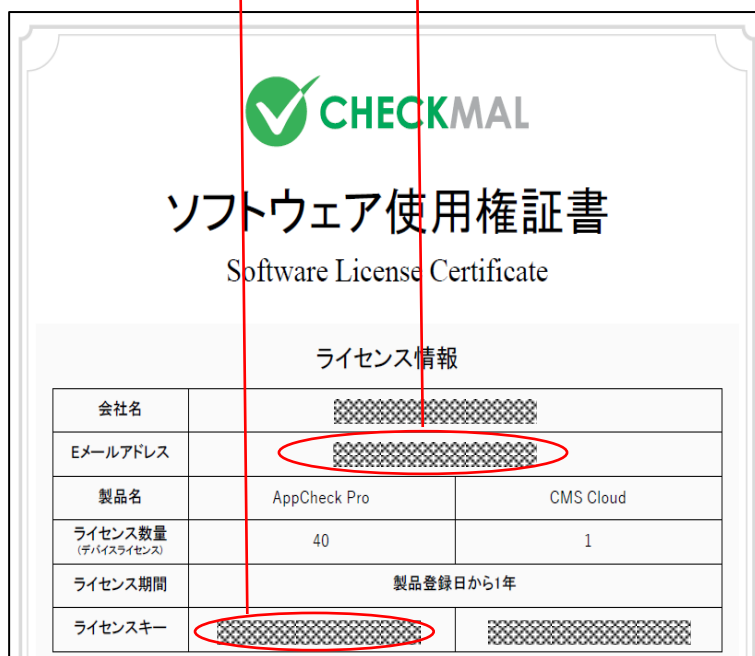 CHECKMAL
ソフトウェア使用権証書
Software License Certificate
ライセンス情報
会社名
Eメールアドレス
製品名 AppCheck Pro CMS Cloud
ライセンス数量 40 1
(デバイスライセンス)
ライセンス期間 製品登録日から1年
ライセンスキー